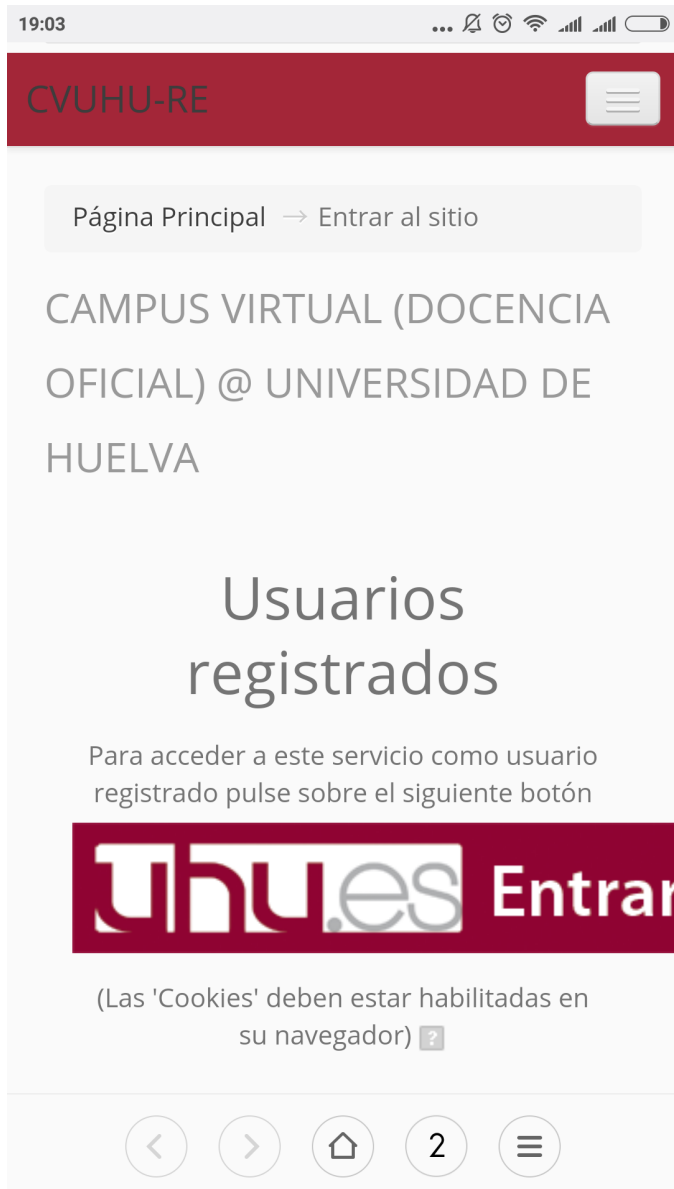 19:03
CVUHU-RE
Página Principal → Entrar al sitio
CAMPUS VIRTUAL (DOCENCIA
OFICIAL) @ UNIVERSIDAD DE
HUELVA
Usuarios
registrados
Para acceder a este servicio como usuario
registrado pulse sobre el siguiente botón
uhu.es Entrar
(Las 'Cookies' deben estar habilitadas en
su navegador) ?
2